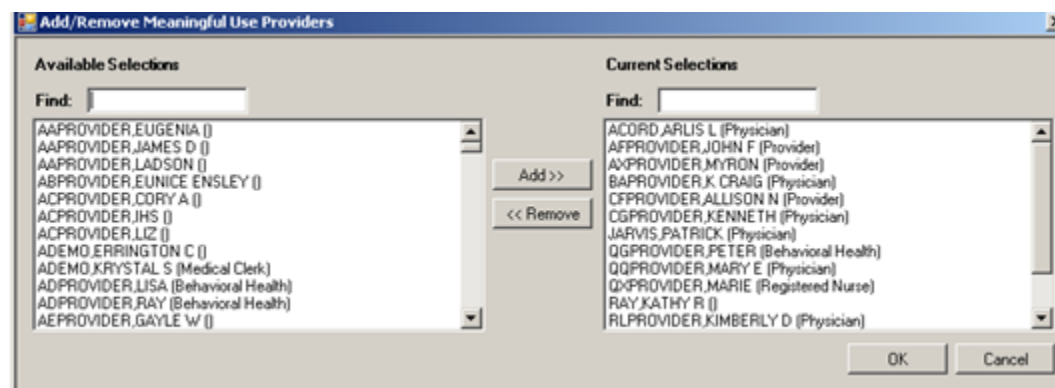 Add/Remove Meaningful Use Providers
Available Selections
Find:
AAPROVIDER,EUGENIA ()
AAPROVIDER,JAMES D ()
AAPROVIDER,LADSON ()
ABPROVIDER,EUNICE ENSLEY ()
ACPROVIDER,CORY A ()
ACPROVIDER,IHS ()
ACPROVIDER,LIZ ()
ADEMO,ERRINGTON C ()
ADEMO,KRYSTAL S (Medical Clerk)
ADPROVIDER,LISA (Behavioral Health)
ADPROVIDER,RAY (Behavioral Health)
AEPROVIDER,GAYLE W ()
Add >>
<< Remove
Current Selections
Find:
ACORD,ARLIS L (Physician)
AFPROVIDER,JOHN F (Provider)
AXPROVIDER,MYRON (Provider)
BAPROVIDER,K CRAIG (Physician)
CFPROVIDER,ALLISON N (Provider)
CGPROVIDER,KENNETH (Physician)
JARVIS,PATRICK (Physician)
QGPROVIDER,PETER (Behavioral Health)
QQPROVIDER,MARY E (Physician)
QXPROVIDER,MARIE (Registered Nurse)
RAY,KATHY R ()
RLPROVIDER,KIMBERLY D (Physician)
OK
Cancel